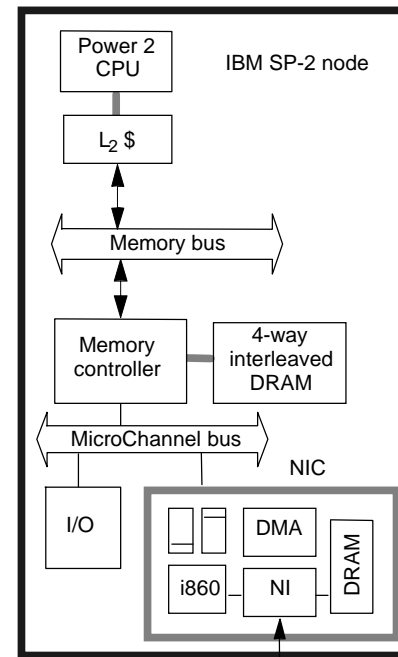 Power 2
CPU
IBM SP-2 node
L2 $
Memory bus
Memory
controller
4-way
interleaved
DRAM
MicroChannel bus
NIC
I/O
DMA
DRAM
i860
NI